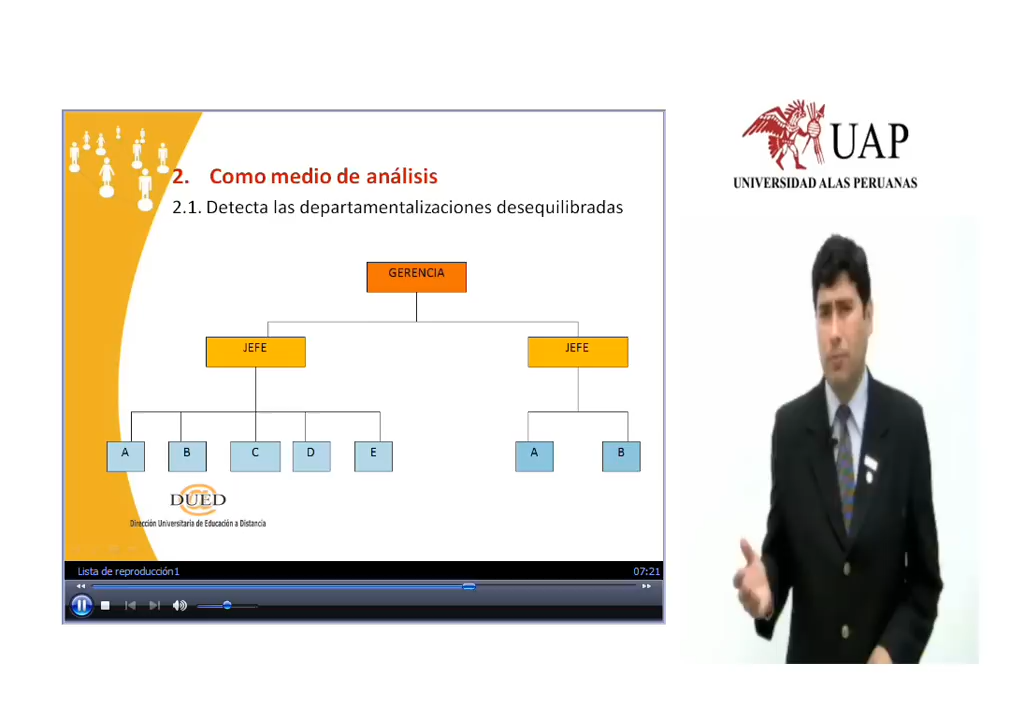 2. Como medio de análisis
2.1. Detecta las departamentalizaciones desequilibradas
GERENCIA
JEFE JEFE
A B C D E A B
DUED
Dirección Universitaria de Educación a Distancia
Lista de reproducción1 07:21
UAP
UNIVERSIDAD ALAS PERUANAS